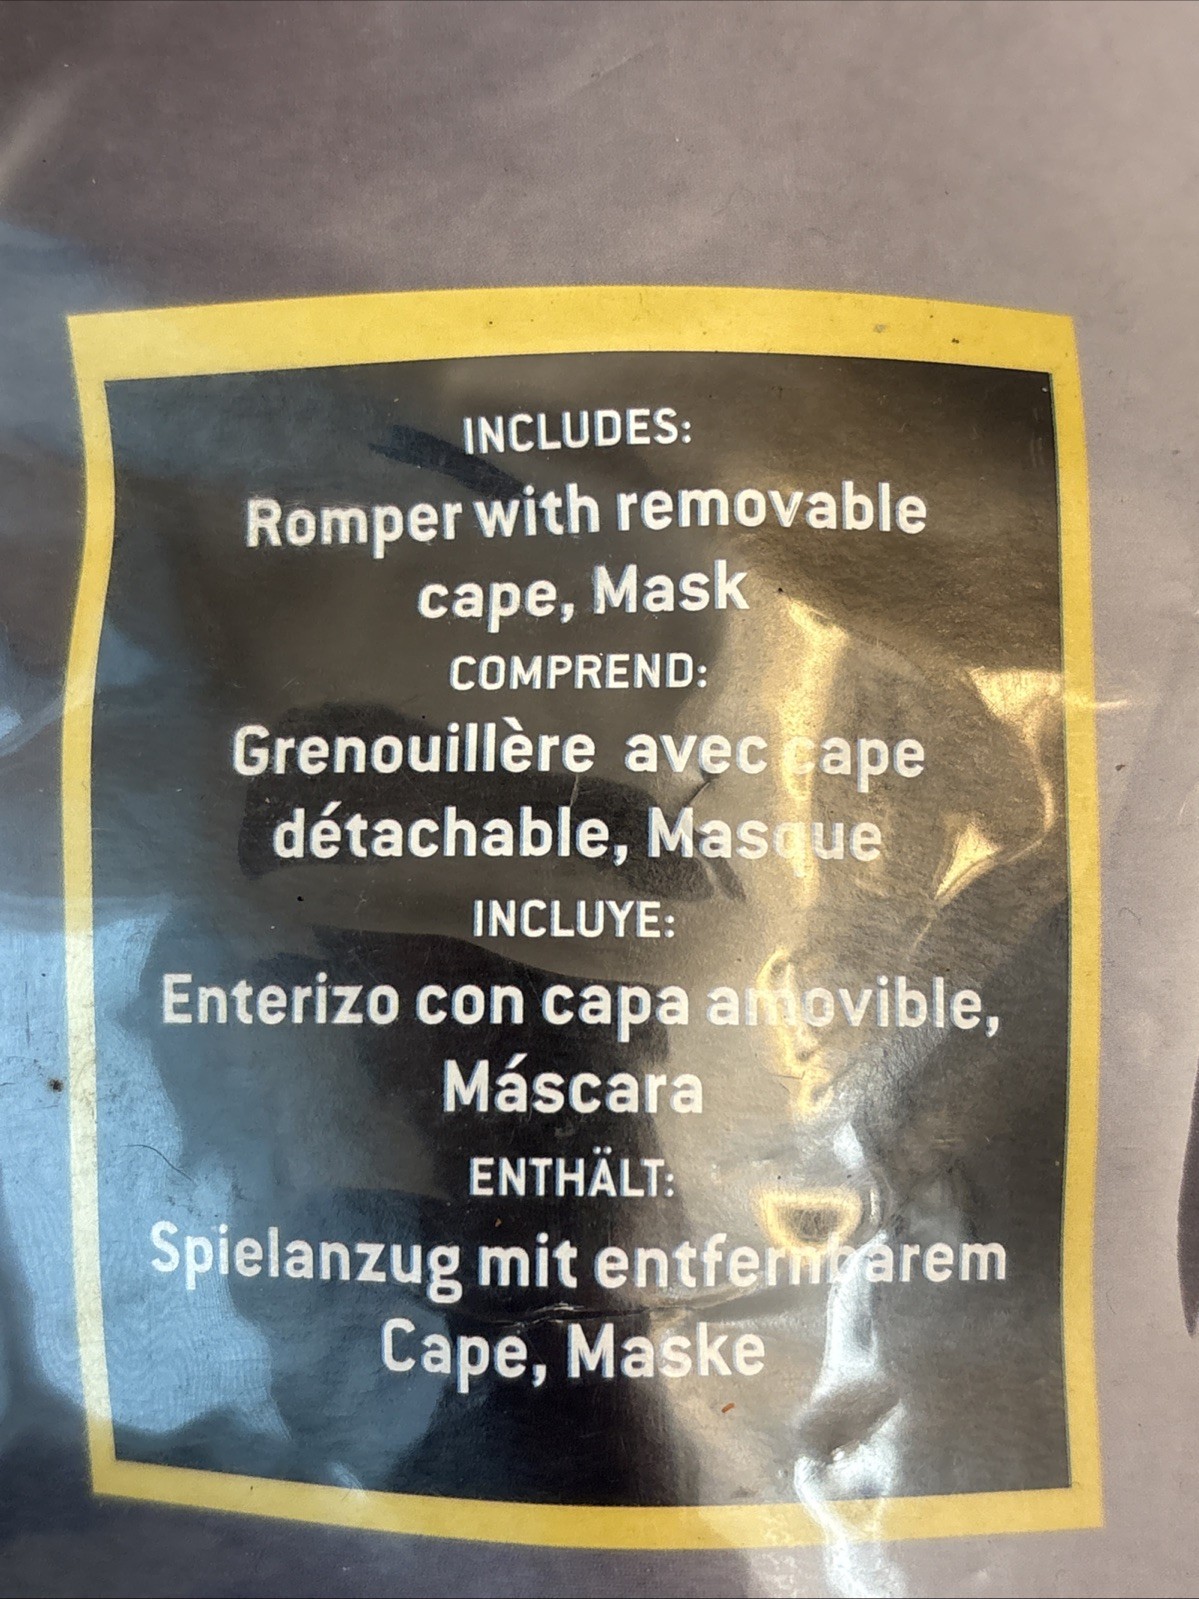 INCLUDES:
Romper with removable
cape, Mask
COMPREND:
Grenouillère avec cape
détachable, Masque
INCLUYE:
Enterizo con capa amovible,
Máscara
ENTHÄLT:
Spielanzug mit entfernbarem
Cape, Maske